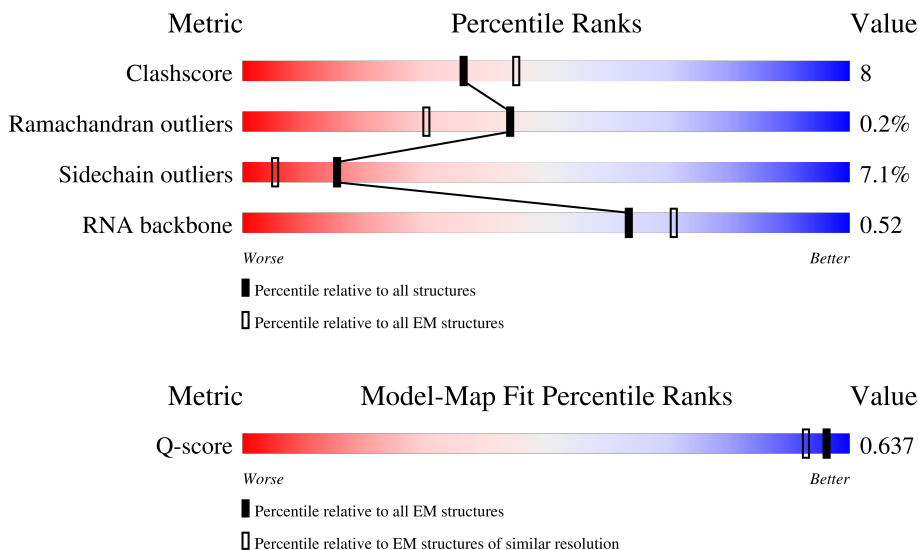 Metric Percentile Ranks Value
Clashscore 8
Ramachandran outliers 0.2%
Sidechain outliers 7.1%
RNA backbone 0.52
Worse Better
Percentile relative to all structures
Percentile relative to all EM structures
Metric Model-Map Fit Percentile Ranks Value
Q-score 0.637
Worse Better
Percentile relative to all EM structures
Percentile relative to EM structures of similar resolution